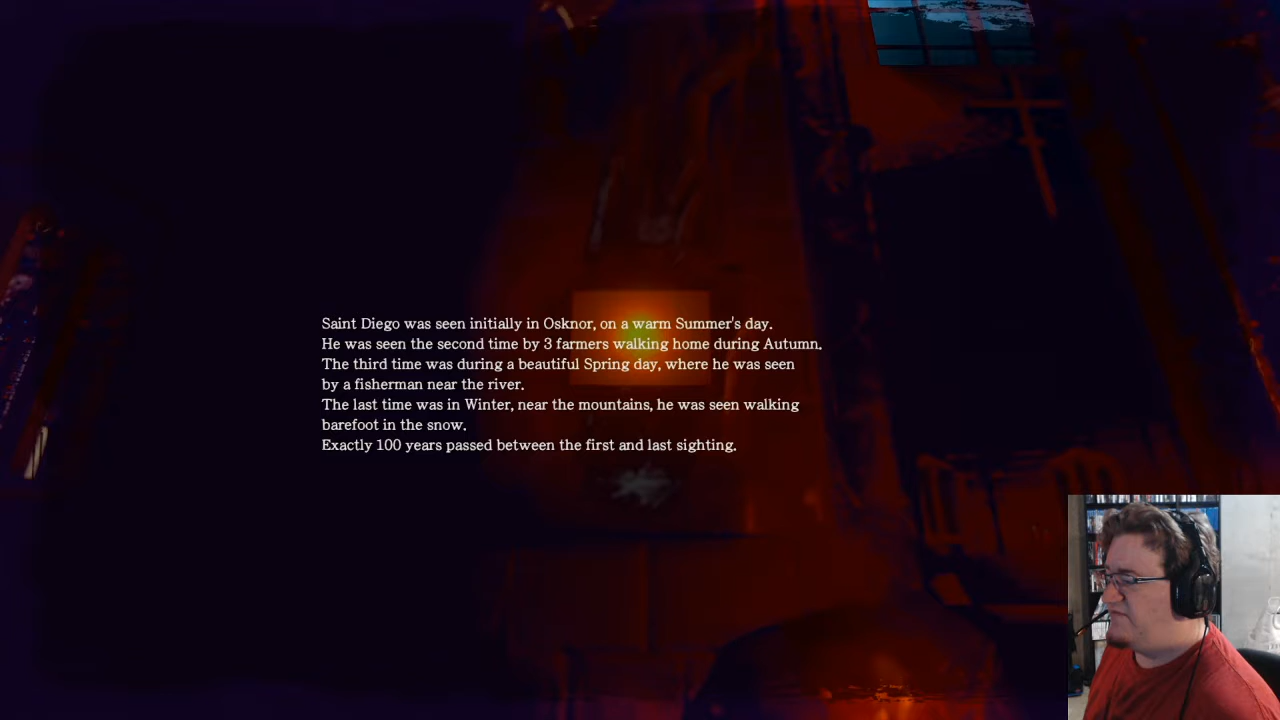 Saint Diego was seen initially in Osknor, on a warm Summer's day.
He was seen the second time by 3 farmers walking home during Autumn.
The third time was during a beautiful Spring day, where he was seen
by a fisherman near the river.
The last time was in Winter, near the mountains, he was seen walking
barefoot in the snow.
Exactly 100 years passed between the first and last sighting.